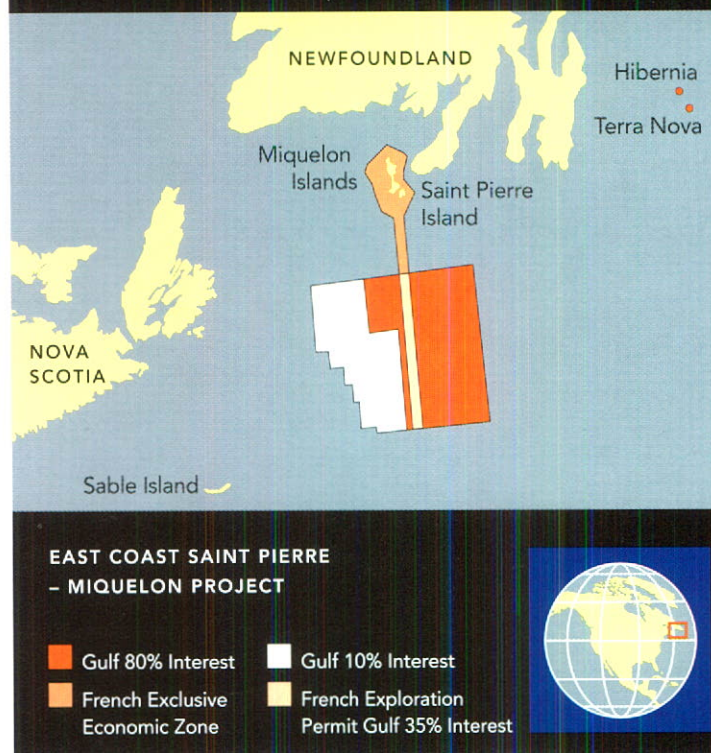 NEWFOUNDLAND
Hibernia
Terra Nova
Miquelon
Islands
Saint Pierre
Island
NOVA
SCOTIA
Sable Island
EAST COAST SAINT PIERRE
– MIQUELON PROJECT
Gulf 80% Interest
Gulf 10% Interest
French Exclusive
Economic Zone
French Exploration
Permit Gulf 35% Interest